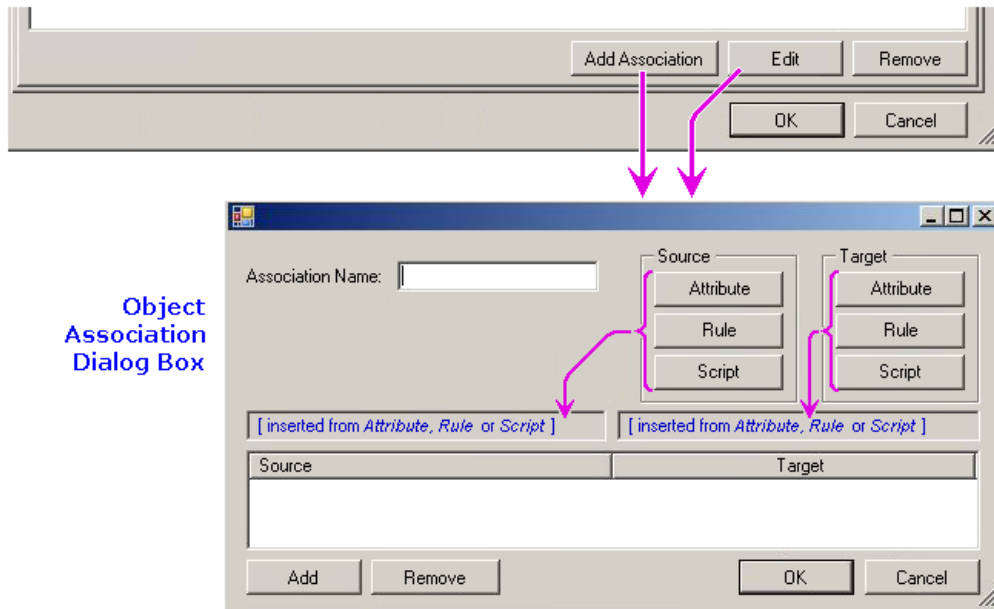 Add Association Edit Remove
OK Cancel
Source Target
Association Name: Attribute Attribute
Object
Association
Dialog Box
Rule Rule
Script Script
[ inserted from Attribute, Rule or Script ] [ inserted from Attribute, Rule or Script ]
Source Target
Add Remove OK Cancel